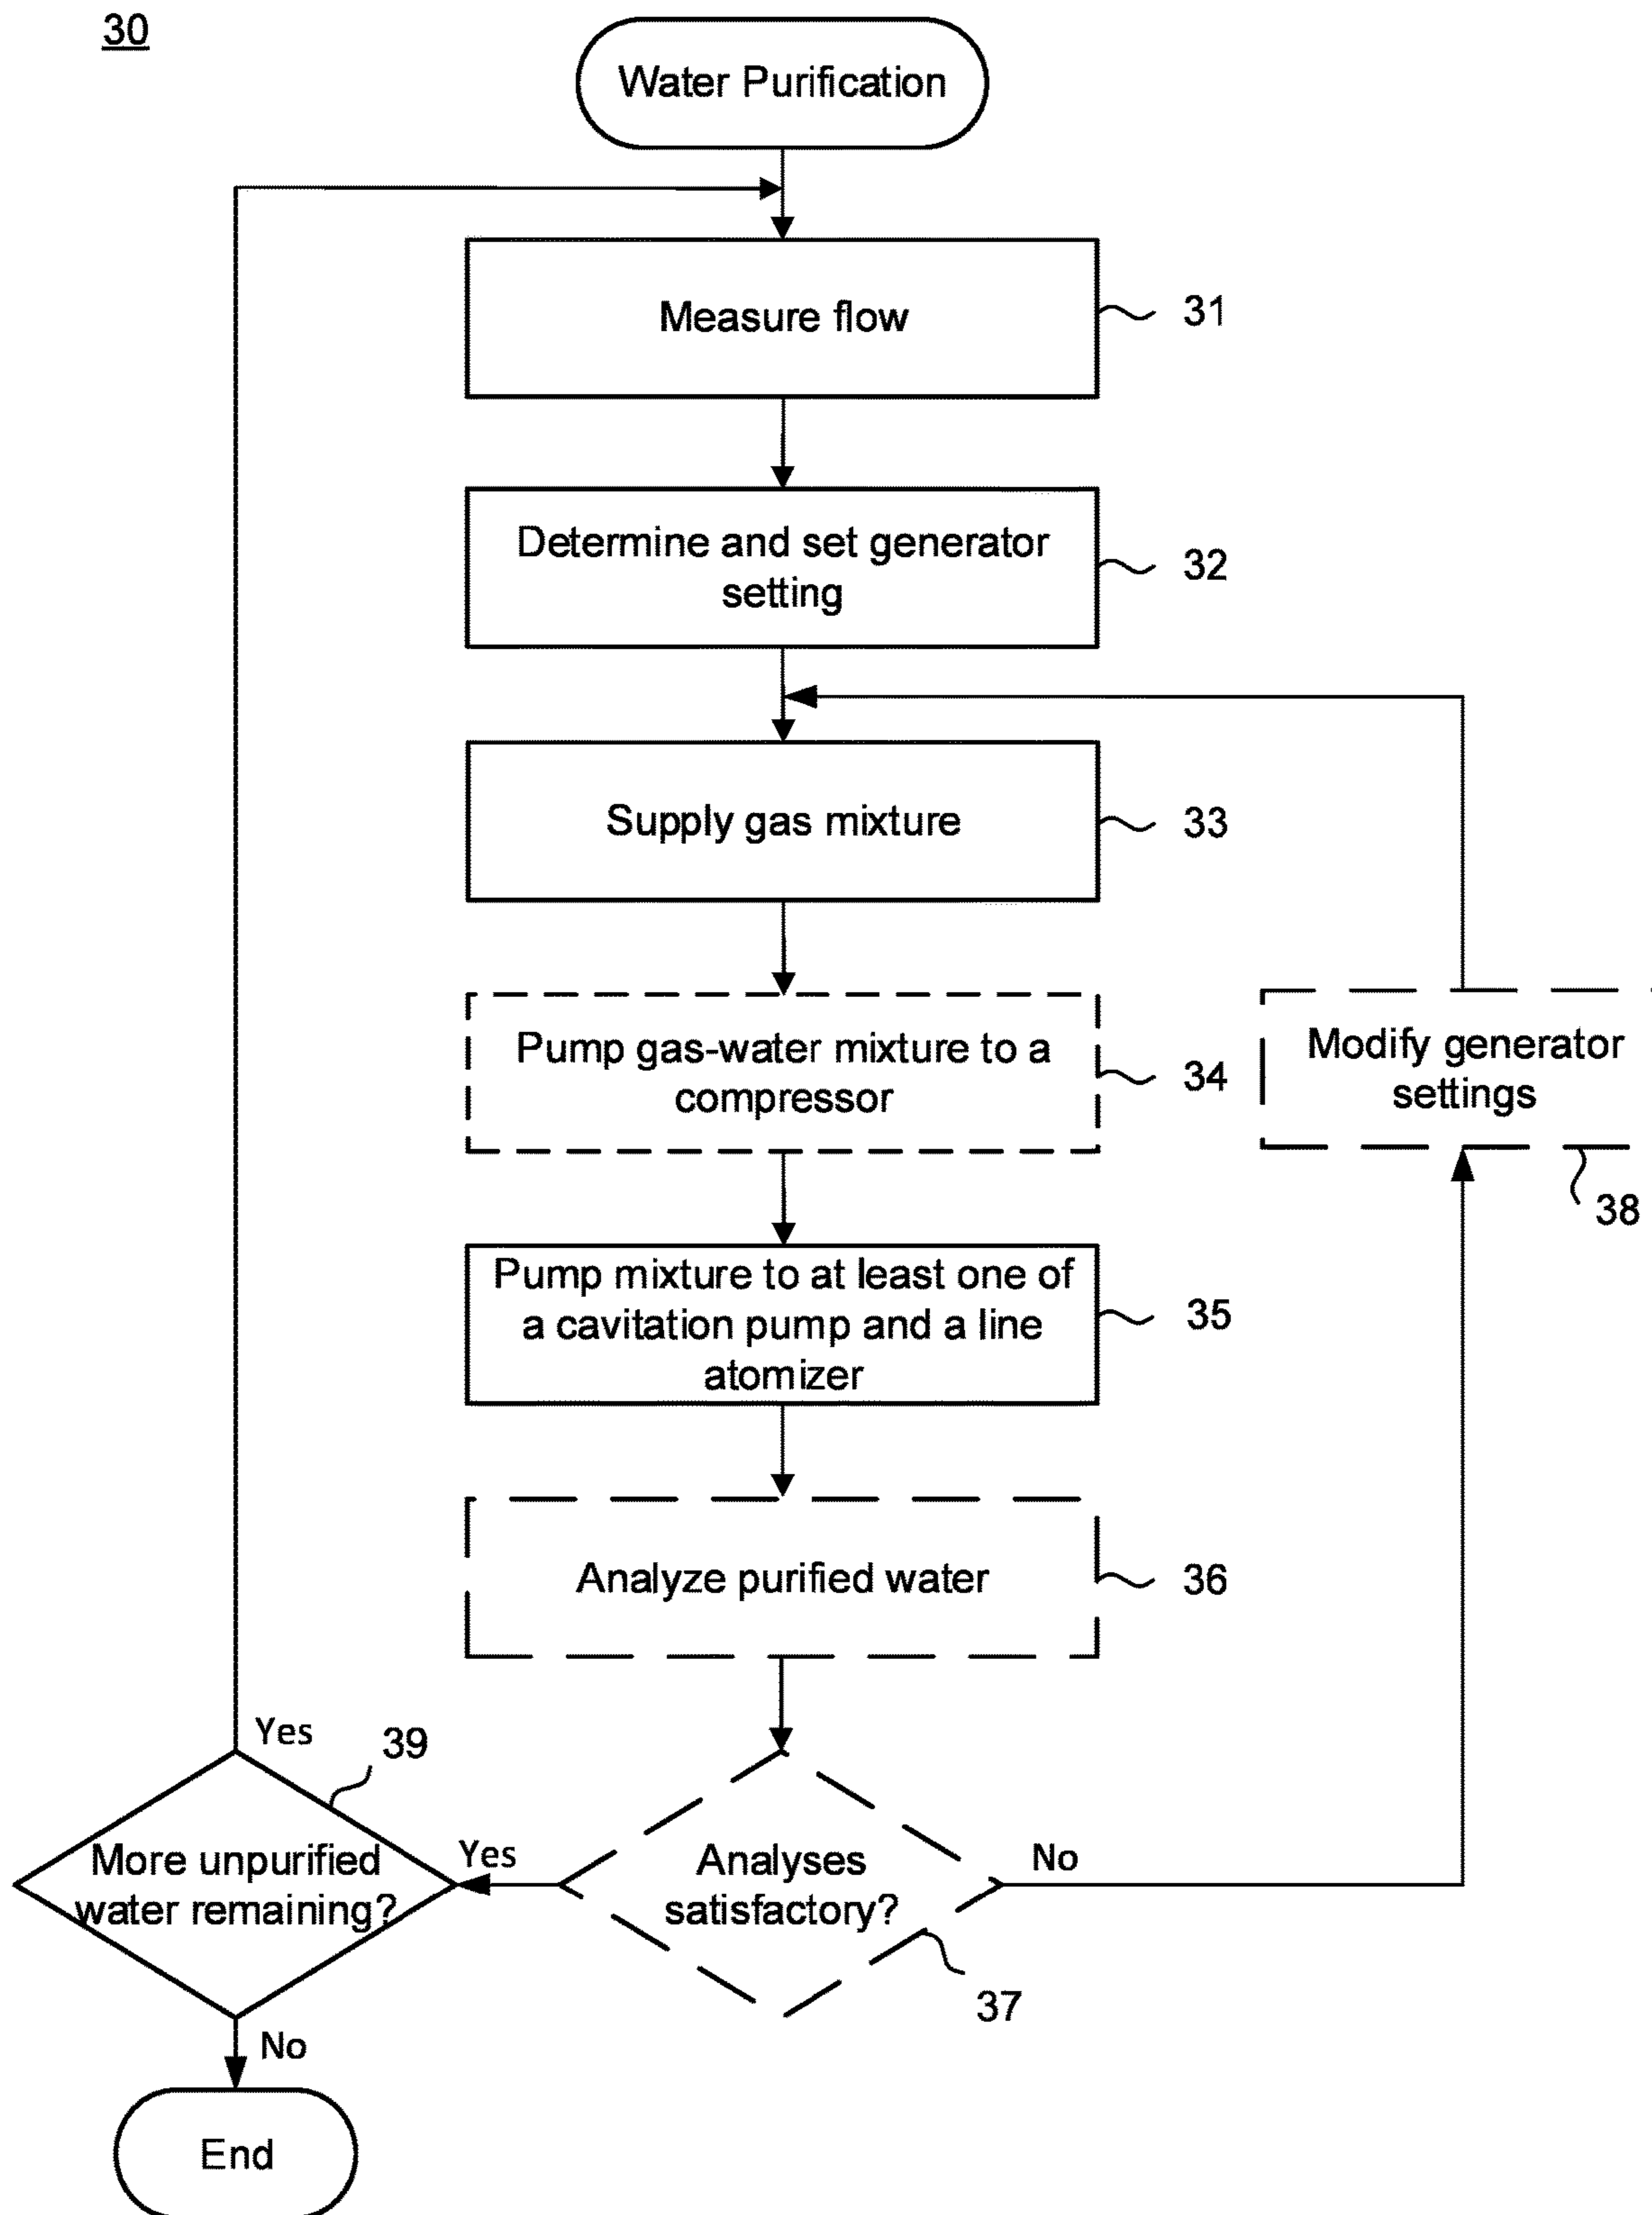 30
Water Purification
Measure flow
31
Determine and set generator
setting
32
Supply gas mixture
33
Pump gas-water mixture to a
compressor
34
Modify generator
settings
38
Pump mixture to at least one of
a cavitation pump and a line
atomizer
35
Analyze purified water
36
Yes
39
More unpurified
water remaining?
Yes
Analyses
satisfactory?
No
37
No
End